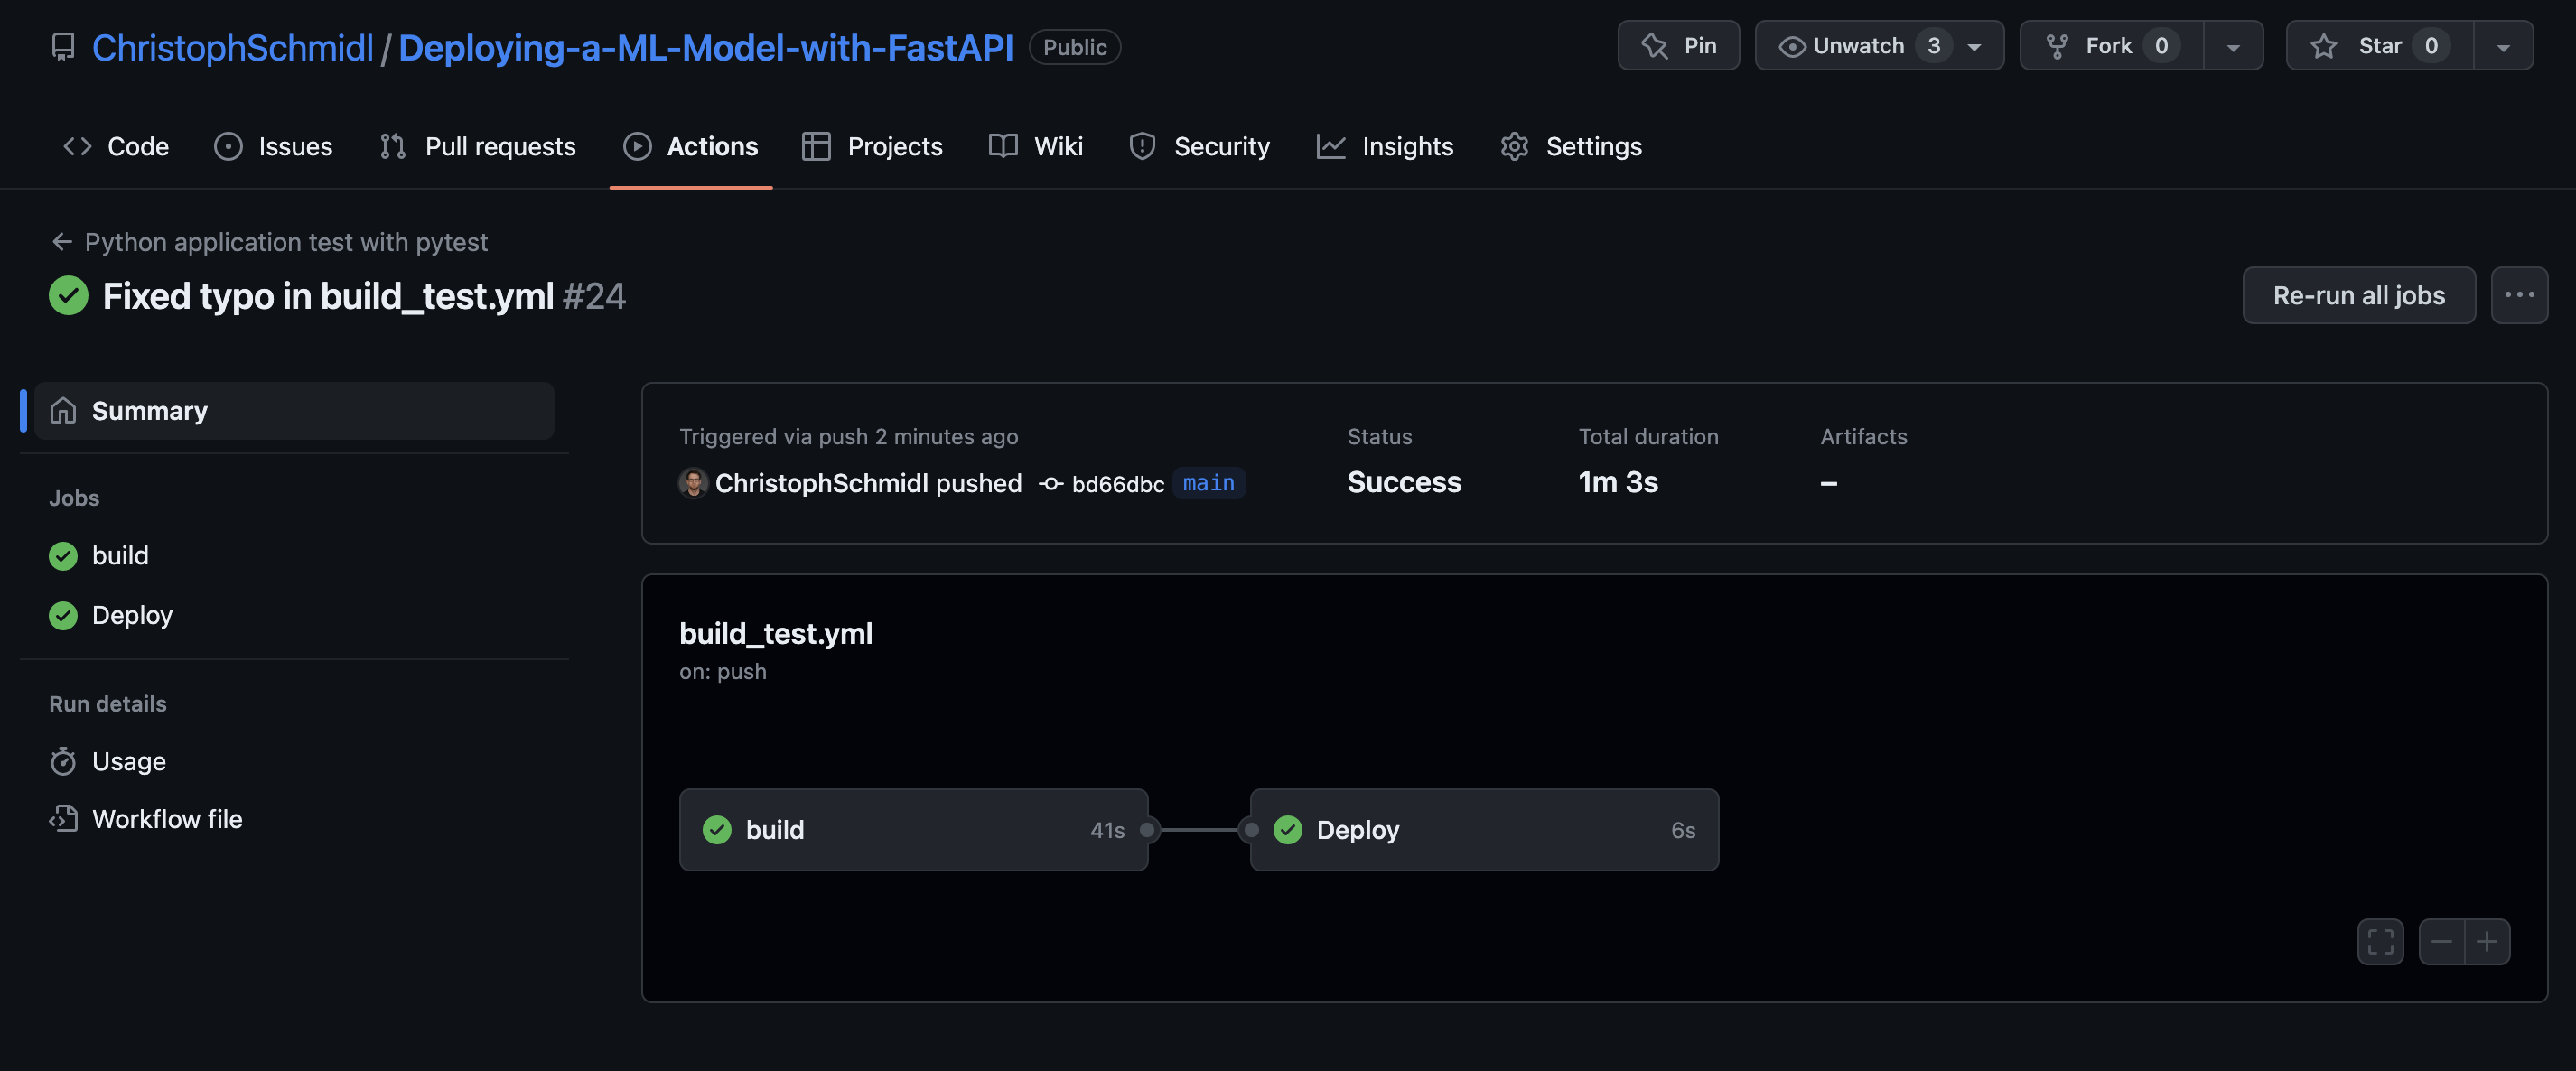 ChristophSchmidl / Deploying-a-ML-Model-with-FastAPI Public
Pin
Unwatch 3
Fork 0
Star 0
Code
Issues
Pull requests
Actions
Projects
Wiki
Security
Insights
Settings
Python application test with pytest
Fixed typo in build_test.yml #24
Re-run all jobs
Summary
Jobs
build
Deploy
Run details
Usage
Workflow file
Triggered via push 2 minutes ago
ChristophSchmidl pushed bd66dbc main
Status
Success
Total duration
1m 3s
Artifacts
–
build_test.yml
on: push
build 41s
Deploy 6s